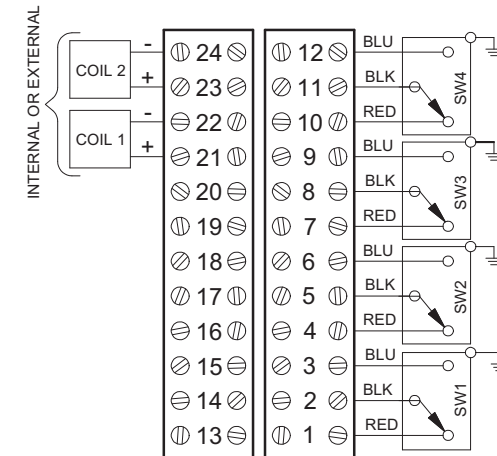 INTERNAL OR EXTERNAL
COIL 2
-
+
COIL 1
-
+
24
23
22
21
20
19
18
17
16
15
14
13
12
11
10
9
8
7
6
5
4
3
2
1
BLU
BLK
RED
SW4
BLU
BLK
RED
SW3
BLU
BLK
RED
SW2
BLU
BLK
RED
SW1